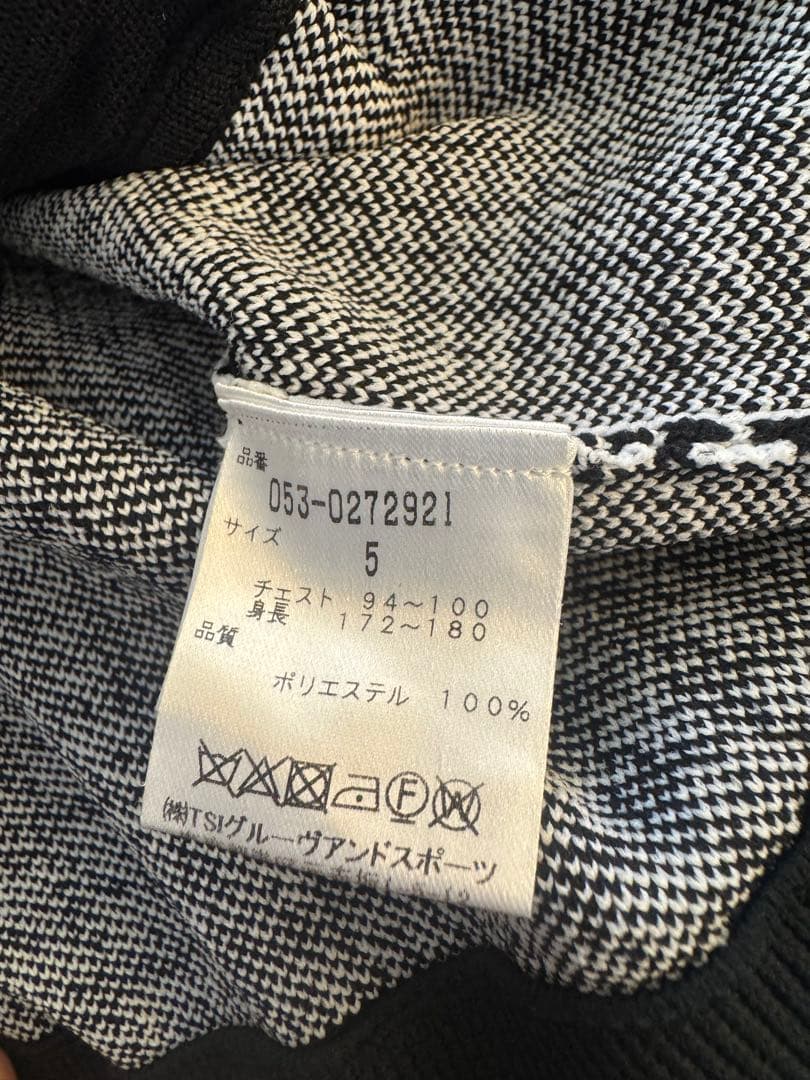 品番
053-0272921
サイズ
5
チェスト 94～100
身長 172～180
品質
ポリエステル 100%
F W
(株)TSIグルーヴアンドスポーツ